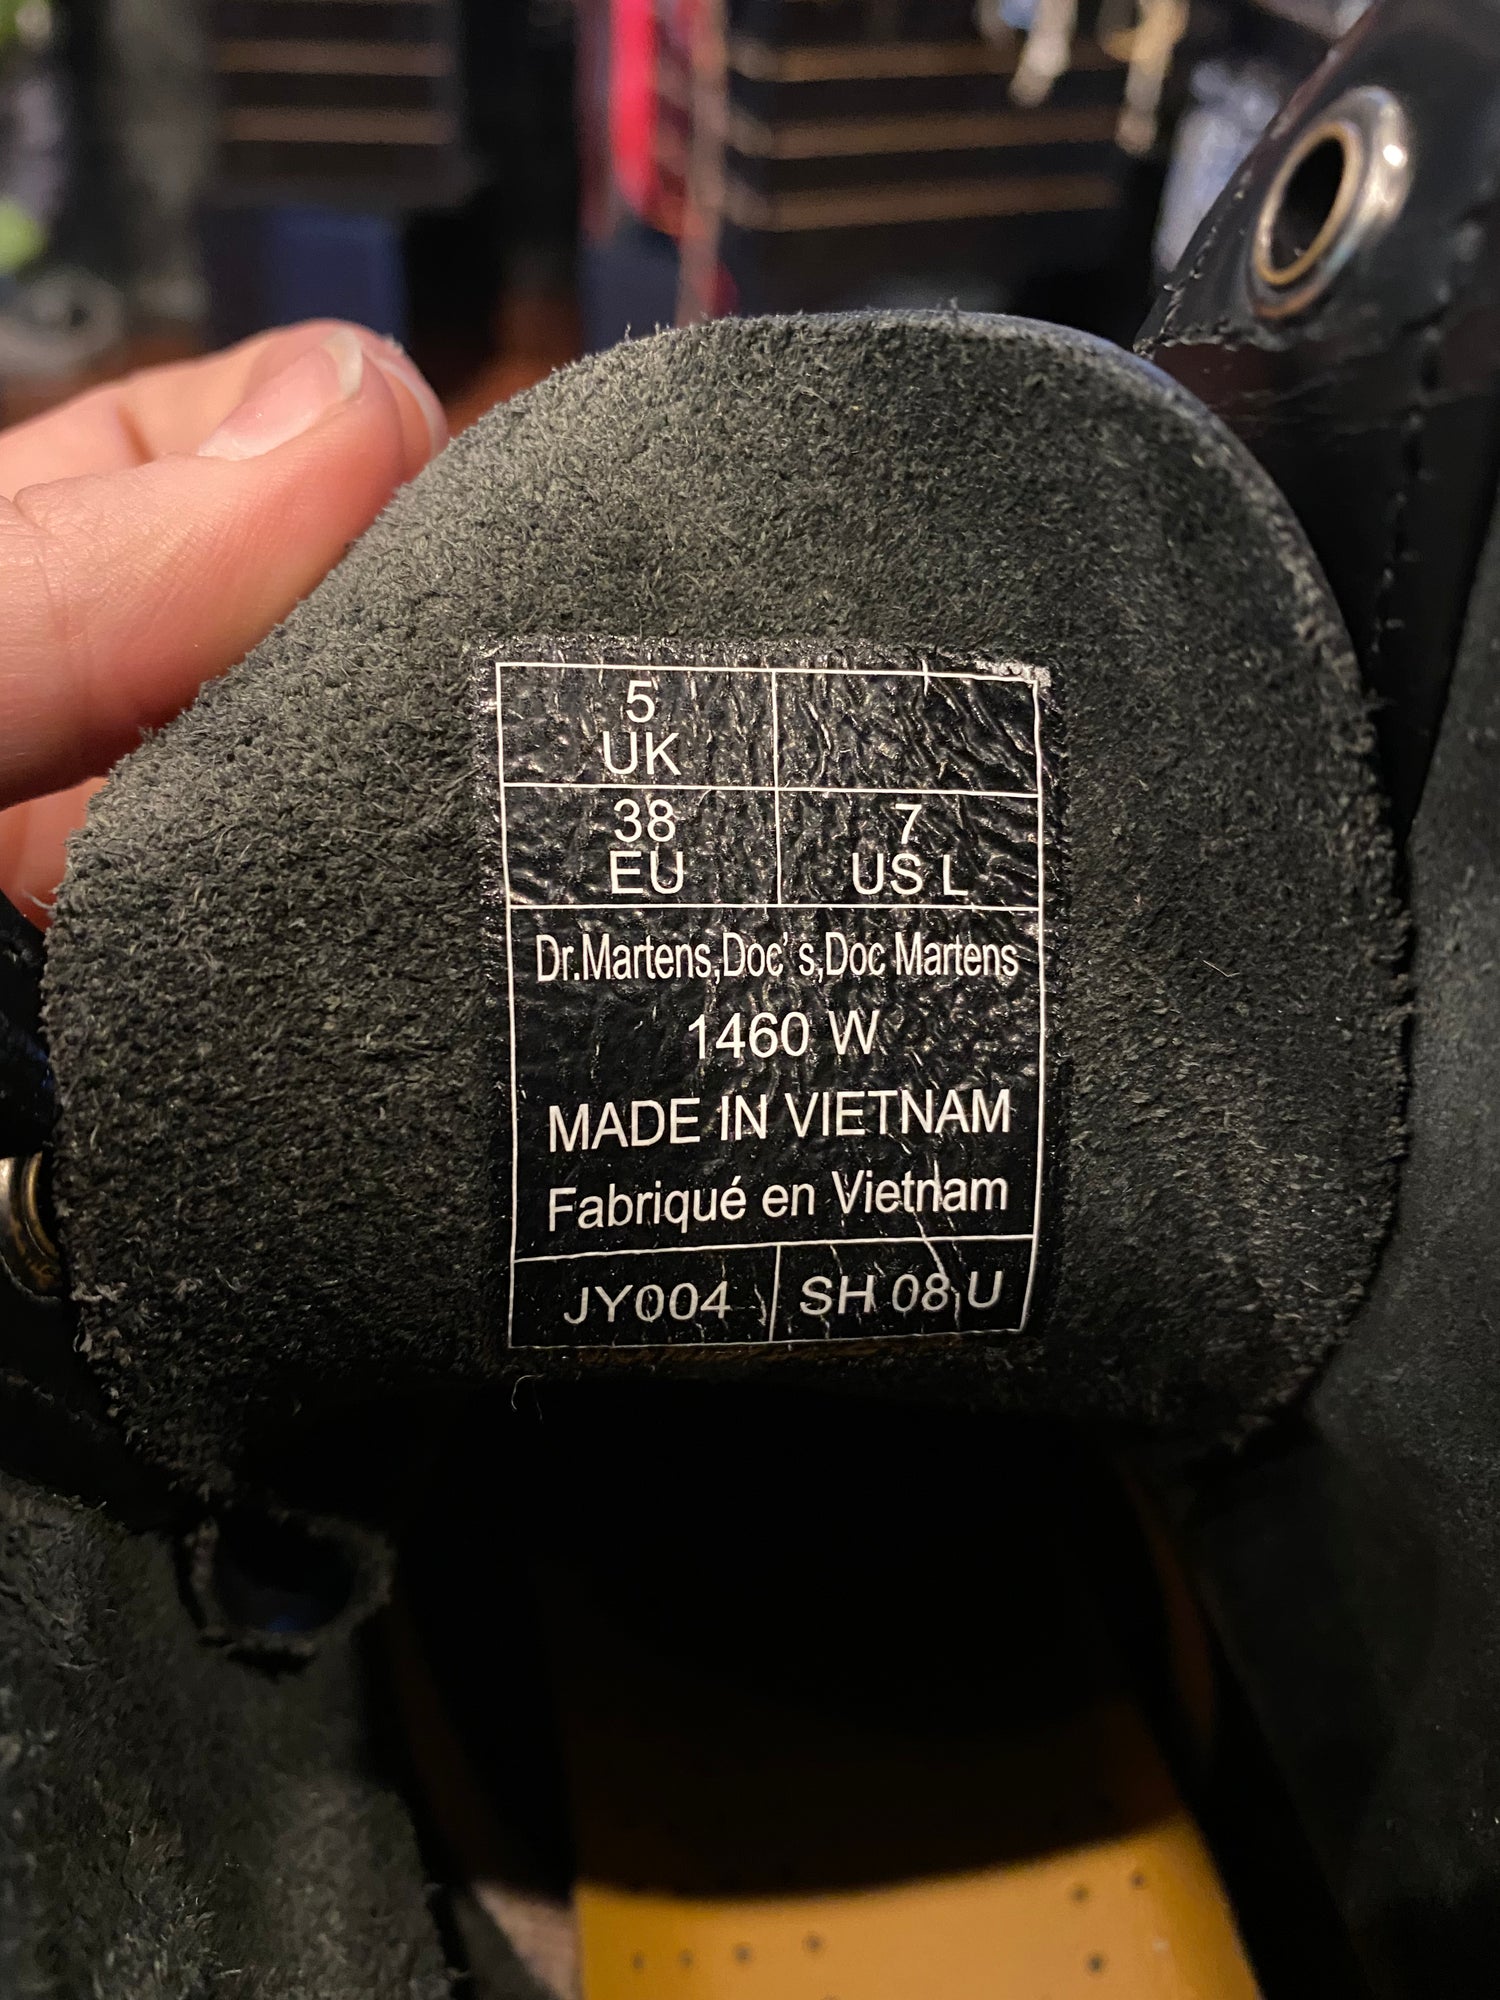 5
UK
38
EU
7
US L
Dr.Martens,Doc's,Doc Martens
1460 W
MADE IN VIETNAM
Fabriqué en Vietnam
JY004
SH 08 U